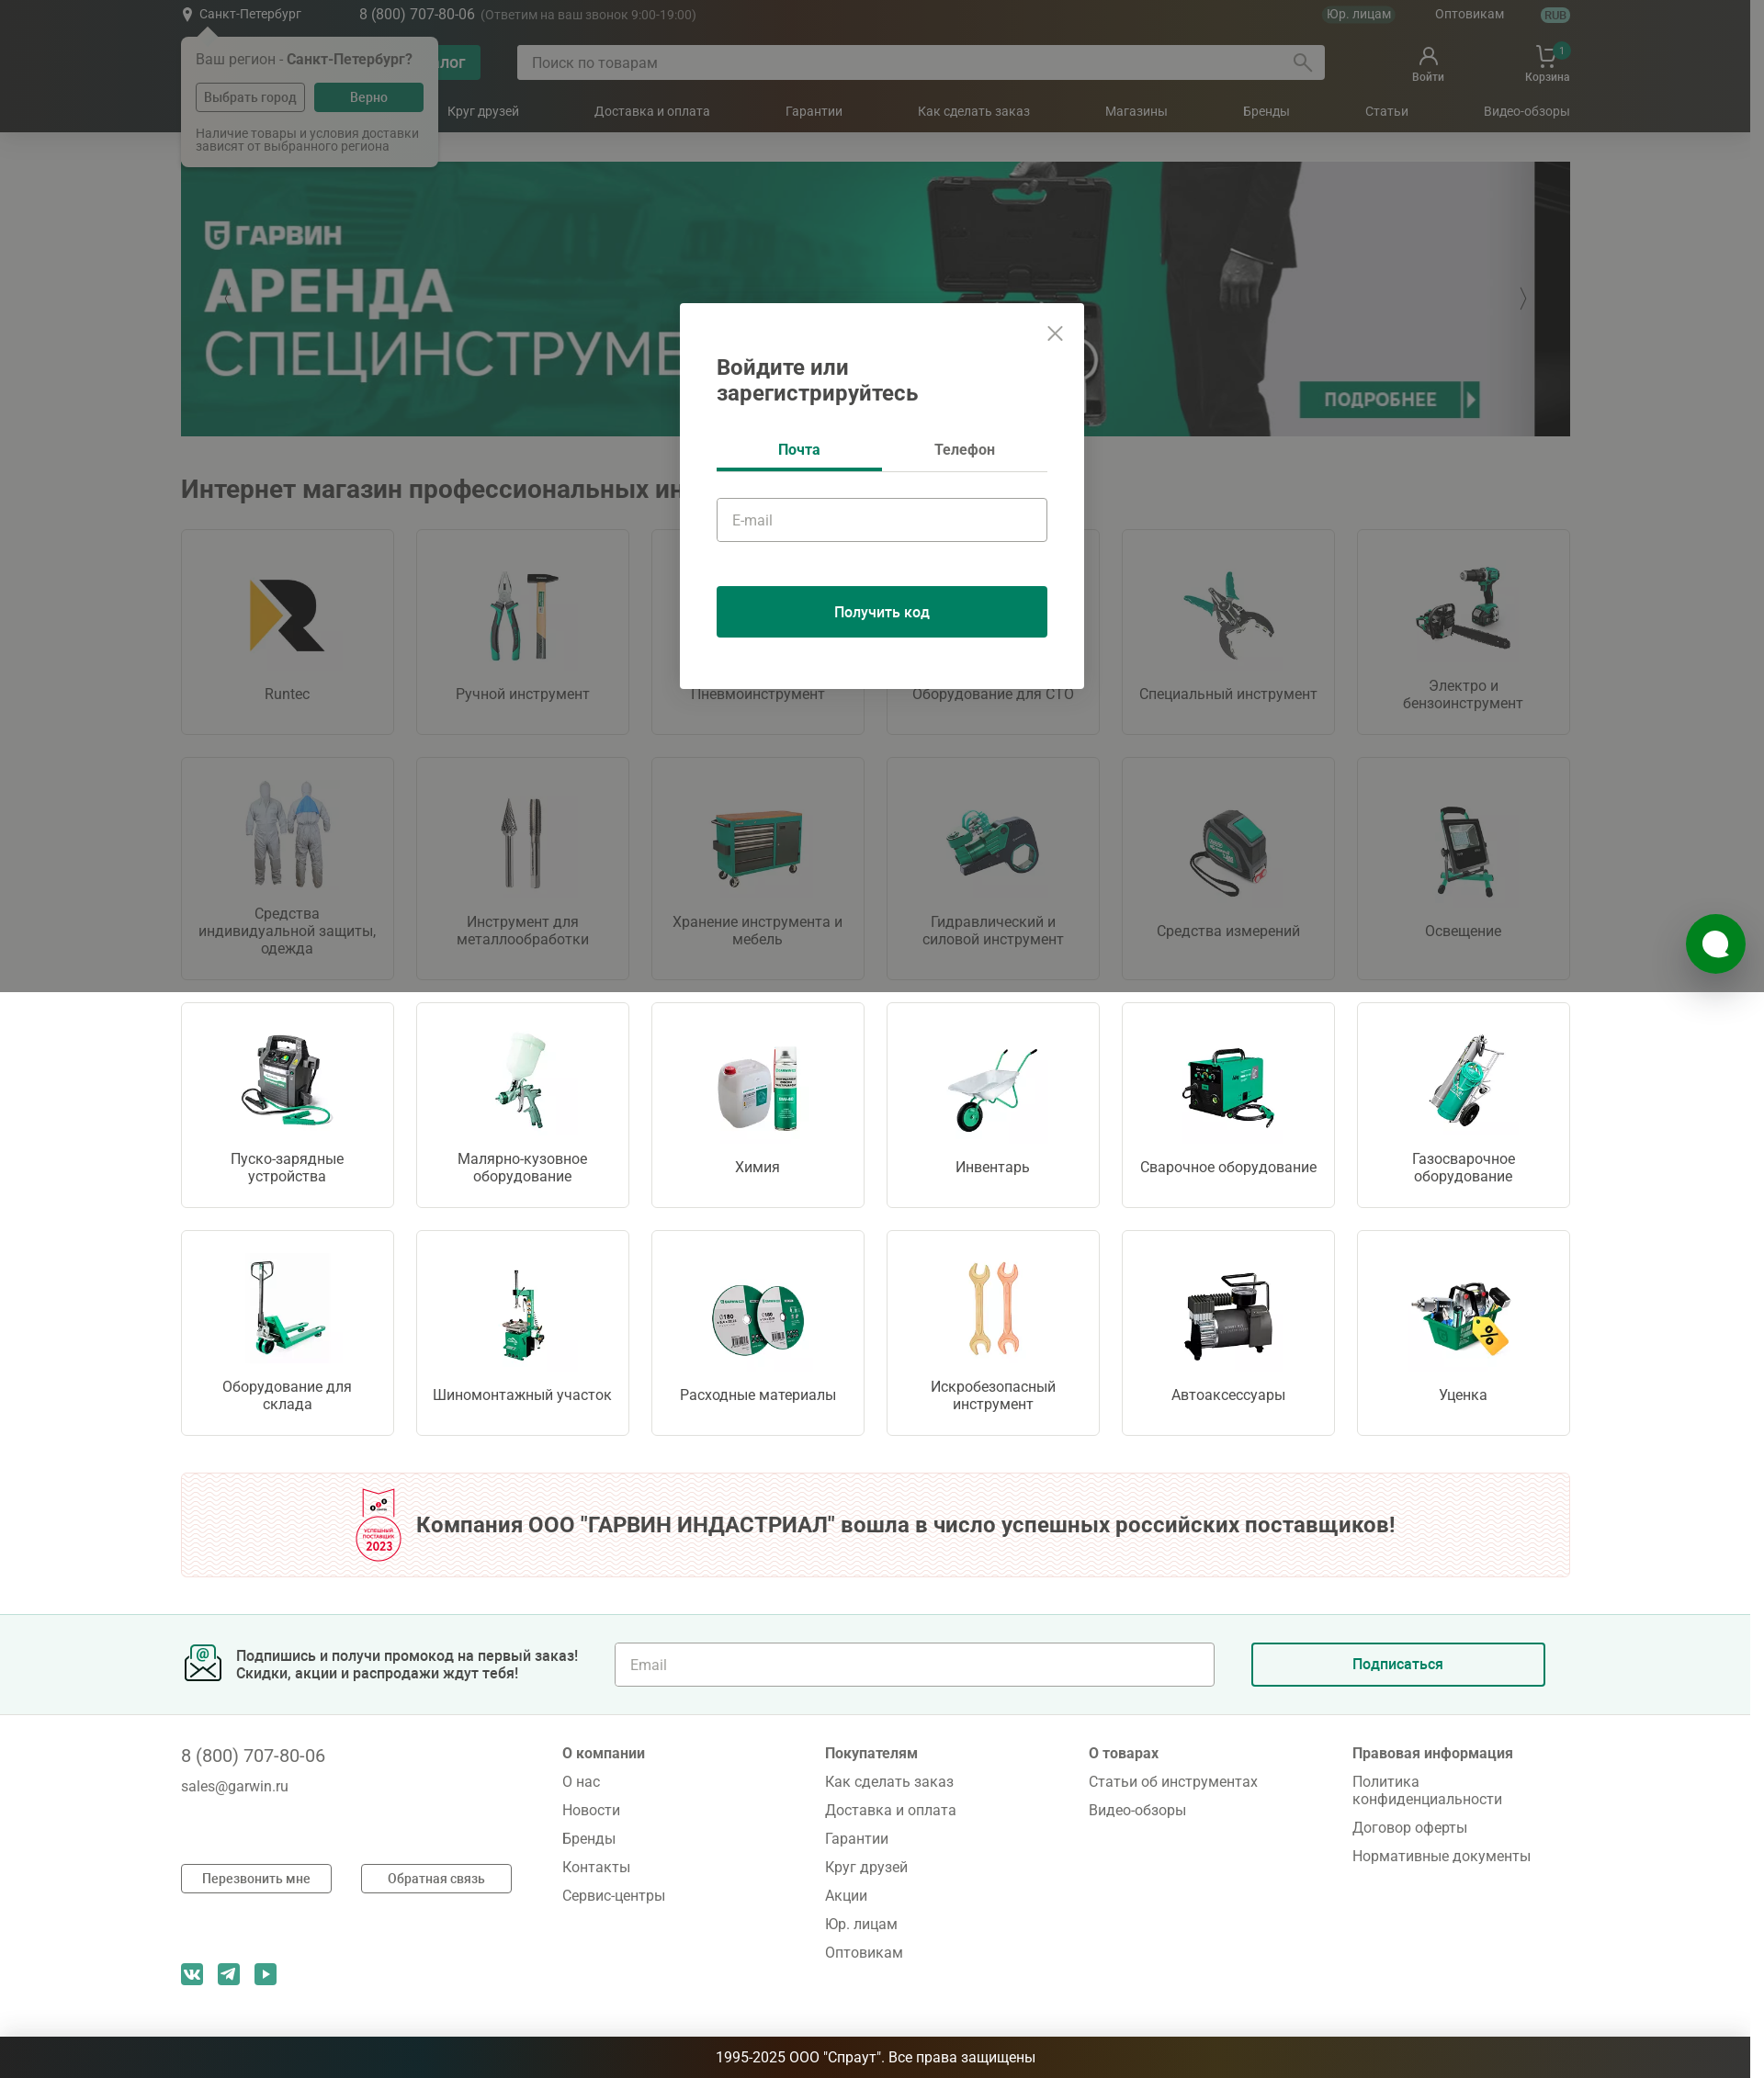 Санкт-Петербург
8 (800) 707-80-06 (Ответим на ваш звонок 9:00-19:00)
Юр. лицам
Оптовикам
RUB
Ваш регион - Санкт-Петербург?
Выбрать город
Верно
Наличие товары и условия доставки
зависят от выбранного региона
Поиск по товарам
Войти
1
Корзина
Круг друзей
Доставка и оплата
Гарантии
Как сделать заказ
Магазины
Бренды
Статьи
Видео-обзоры
ГАРВИН
АРЕНДА
ПОДРОБНЕЕ
Войдите или
зарегистрируйтесь
Почта
Телефон
E-mail
Получить код
Интернет магазин профессиональных
Runtec
Ручной инструмент
Пневмоинструмент
Оборудование для СТО
Специальный инструмент
Электро и
бензоинструмент
Средства
индивидуальной защиты,
одежда
Инструмент для
металлообработки
Хранение инструмента и
мебель
Гидравлический и
силовой инструмент
Средства измерений
Освещение
Пуско-зарядные
устройства
Малярно-кузовное
оборудование
Химия
Инвентарь
Сварочное оборудование
Газосварочное
оборудование
Оборудование для
склада
Шиномонтажный участок
Расходные материалы
Искробезопасный
инструмент
Автоаксессуары
Уценка
УСПЕШНЫЙ
ПОСТАВЩИК
2023
Компания ООО "ГАРВИН ИНДАСТРИАЛ" вошла в число успешных российских поставщиков!
Подпишись и получи промокод на первый заказ!
Скидки, акции и распродажи ждут тебя!
Email
Подписаться
8 (800) 707-80-06
sales@garwin.ru
Перезвонить мне
Обратная связь
О компании
О нас
Новости
Бренды
Контакты
Сервис-центры
Покупателям
Как сделать заказ
Доставка и оплата
Гарантии
Круг друзей
Акции
Юр. лицам
Оптовикам
О товарах
Статьи об инструментах
Видео-обзоры
Правовая информация
Политика
конфиденциальности
Договор оферты
Нормативные документы
1995-2025 ООО "Спраут". Все права защищены